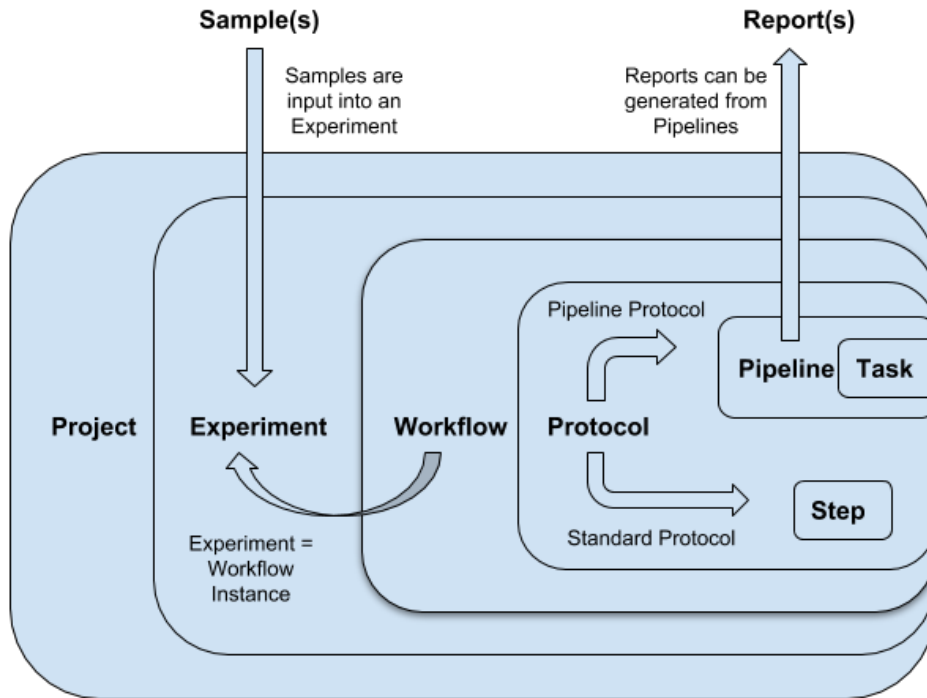 Sample(s)
Report(s)
Samples are
input into an
Experiment
Reports can be
generated from
Pipelines
Pipeline Protocol
Pipeline
Task
Project
Experiment
Workflow
Protocol
Step
Standard Protocol
Experiment =
Workflow
Instance